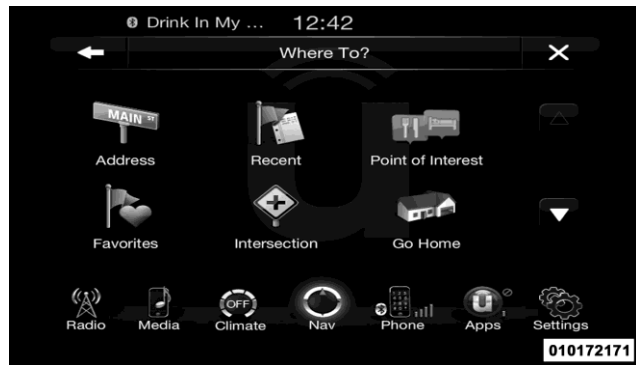 Drink In My ... 12:42
Where To?
MAIN ST
Address Recent Point of Interest
Favorites Intersection Go Home
OFF
Radio Media Climate Nav Phone Apps Settings
010172171